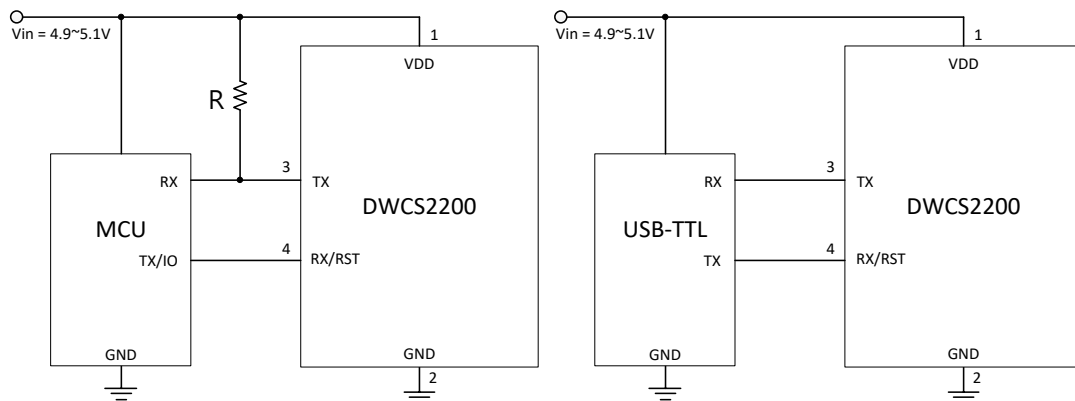 Vin = 4.9~5.1V
1
VDD
R
RX
3
TX
MCU
DWCS2200
TX/IO
4
RX/RST
GND
GND
2
Vin = 4.9~5.1V
1
VDD
RX
3
TX
USB-TTL
DWCS2200
TX
4
RX/RST
GND
GND
2